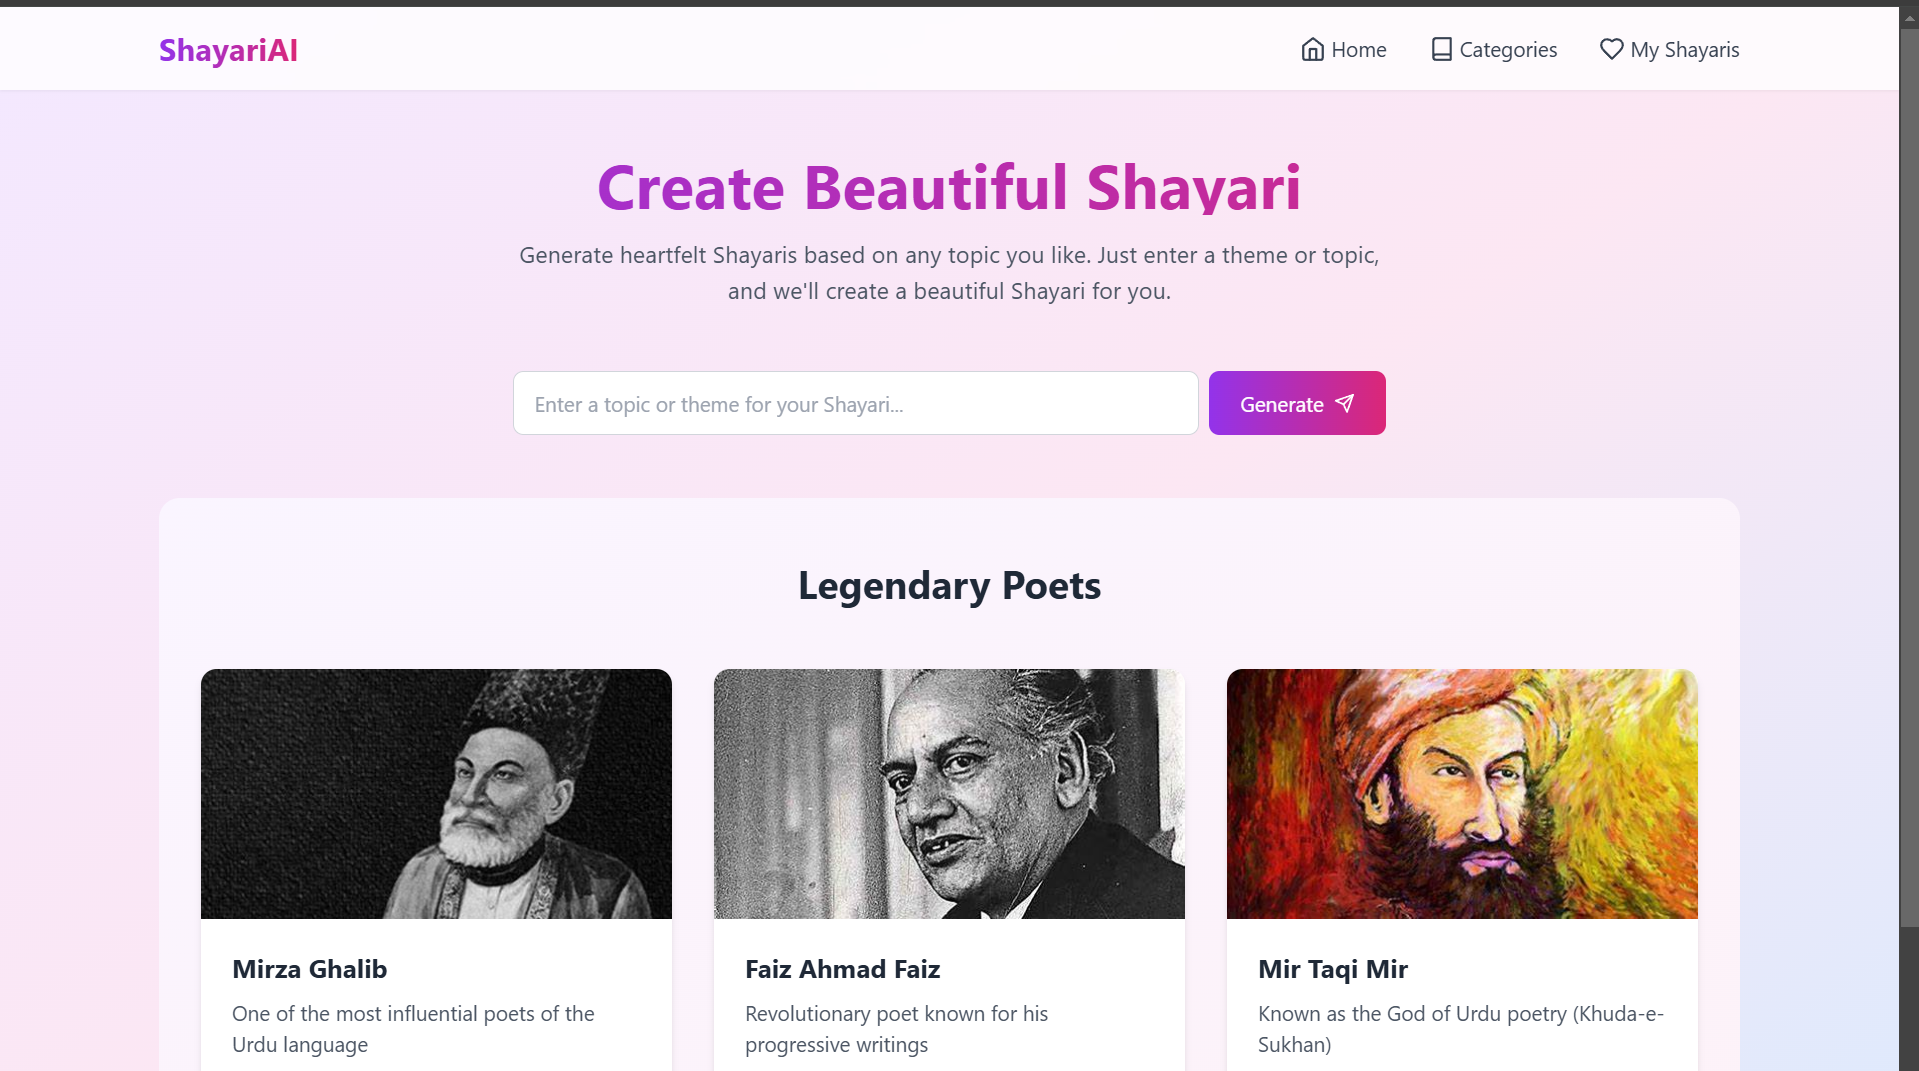 ShayariAI
Home
Categories
My Shayaris
Create Beautiful Shayari
Generate heartfelt Shayaris based on any topic you like. Just enter a theme or topic,
and we'll create a beautiful Shayari for you.
Enter a topic or theme for your Shayari...
Generate
Legendary Poets
Mirza Ghalib
One of the most influential poets of the
Urdu language
Faiz Ahmad Faiz
Revolutionary poet known for his
progressive writings
Mir Taqi Mir
Known as the God of Urdu poetry (Khuda-e-
Sukhan)